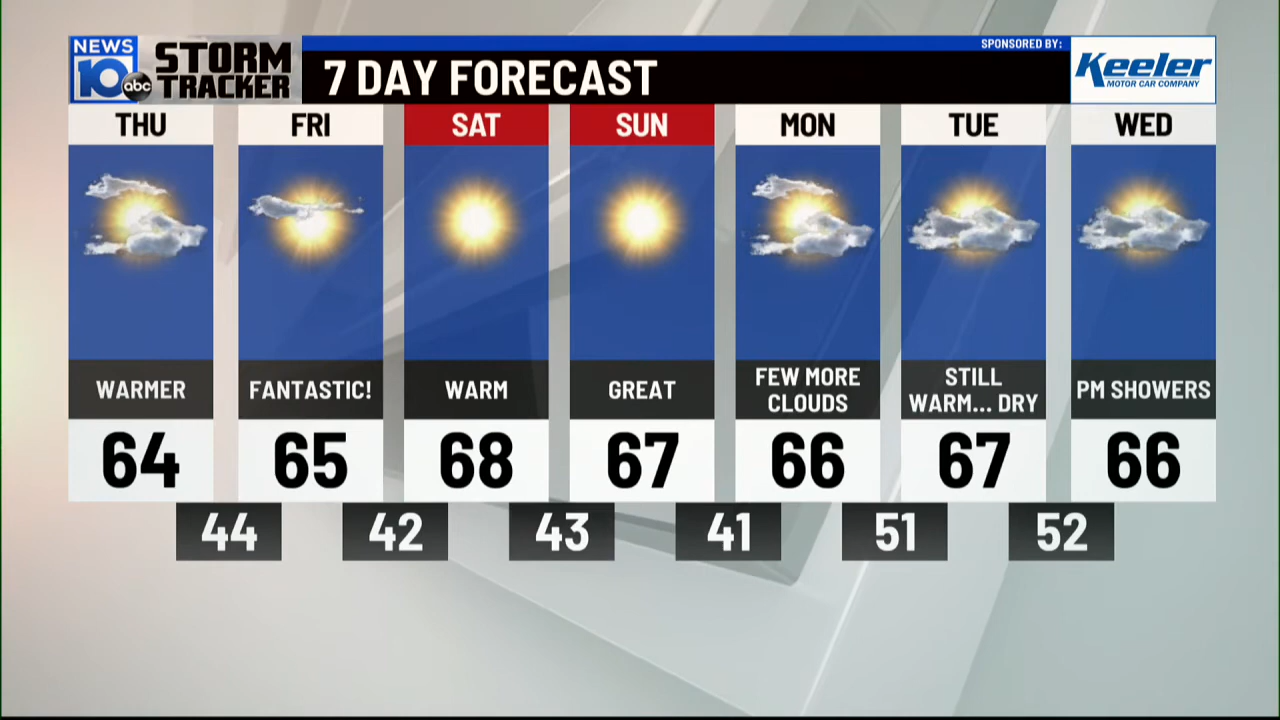 NEWS
10
abc
STORM
TRACKER
7 DAY FORECAST
SPONSORED BY:
Keeler
MOTOR CAR COMPANY
THU
FRI
SAT
SUN
MON
TUE
WED
WARMER
FANTASTIC!
WARM
GREAT
FEW MORE
CLOUDS
STILL
WARM... DRY
PM SHOWERS
64
65
68
67
66
67
66
44
42
43
41
51
52